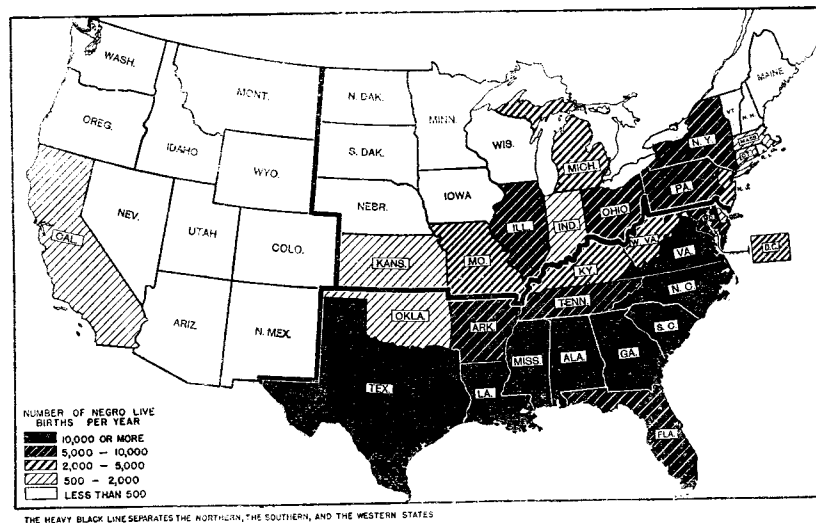 WASH.
MONT.
N. DAK.
MINN.
MAINE
OREG.
IDAHO
S. DAK.
WIS.
VT.
N. H.
MASS.
N. Y.
MICH.
WYO.
NEBR.
IOWA
PA.
N. J.
NEV.
UTAH
COLO.
ILL.
IND.
OHIO
CAL.
KANS.
MO.
W. VA.
VA.
D.C.
KY.
ARIZ.
N. MEX.
OKLA.
ARK.
TENN.
N. C.
S. C.
TEX.
LA.
MISS.
ALA.
GA.
FLA.
NUMBER OF NEGRO LIVE
BIRTHS PER YEAR
10,000 OR MORE
5,000 – 10,000
2,000 – 5,000
500 – 2,000
LESS THAN 500
THE HEAVY BLACK LINE SEPARATES THE NORTHERN, THE SOUTHERN, AND THE WESTERN STATES